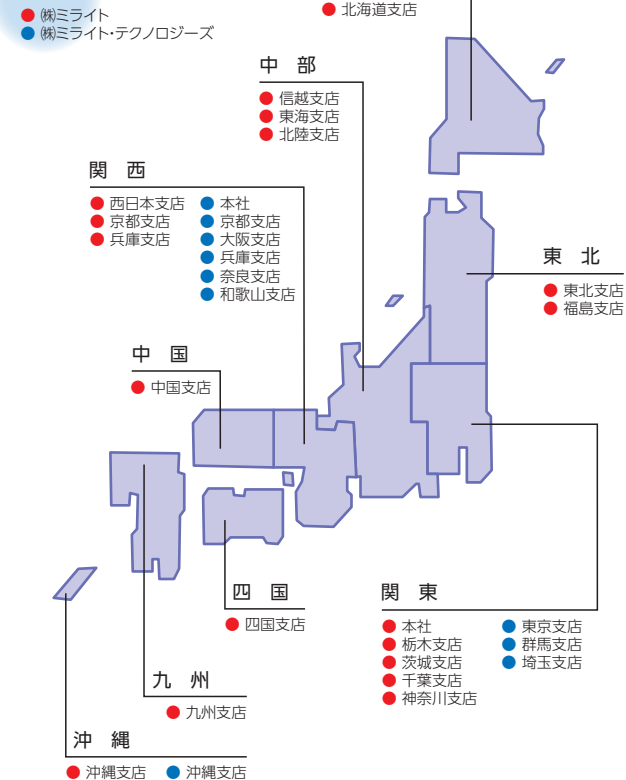 ● ㈱ミライト
● ㈱ミライト・テクノロジーズ
● 北海道支店
中 部
● 信越支店
● 東海支店
● 北陸支店
関 西
● 西日本支店 ● 本社
● 京都支店 ● 京都支店
● 兵庫支店 ● 大阪支店
● 兵庫支店
● 奈良支店
● 和歌山支店
東 北
● 東北支店
● 福島支店
中 国
● 中国支店
四 国
● 四国支店
関 東
● 本社 ● 東京支店
● 栃木支店 ● 群馬支店
● 茨城支店 ● 埼玉支店
● 千葉支店
● 神奈川支店
九 州
● 九州支店
沖 縄
● 沖縄支店 ● 沖縄支店